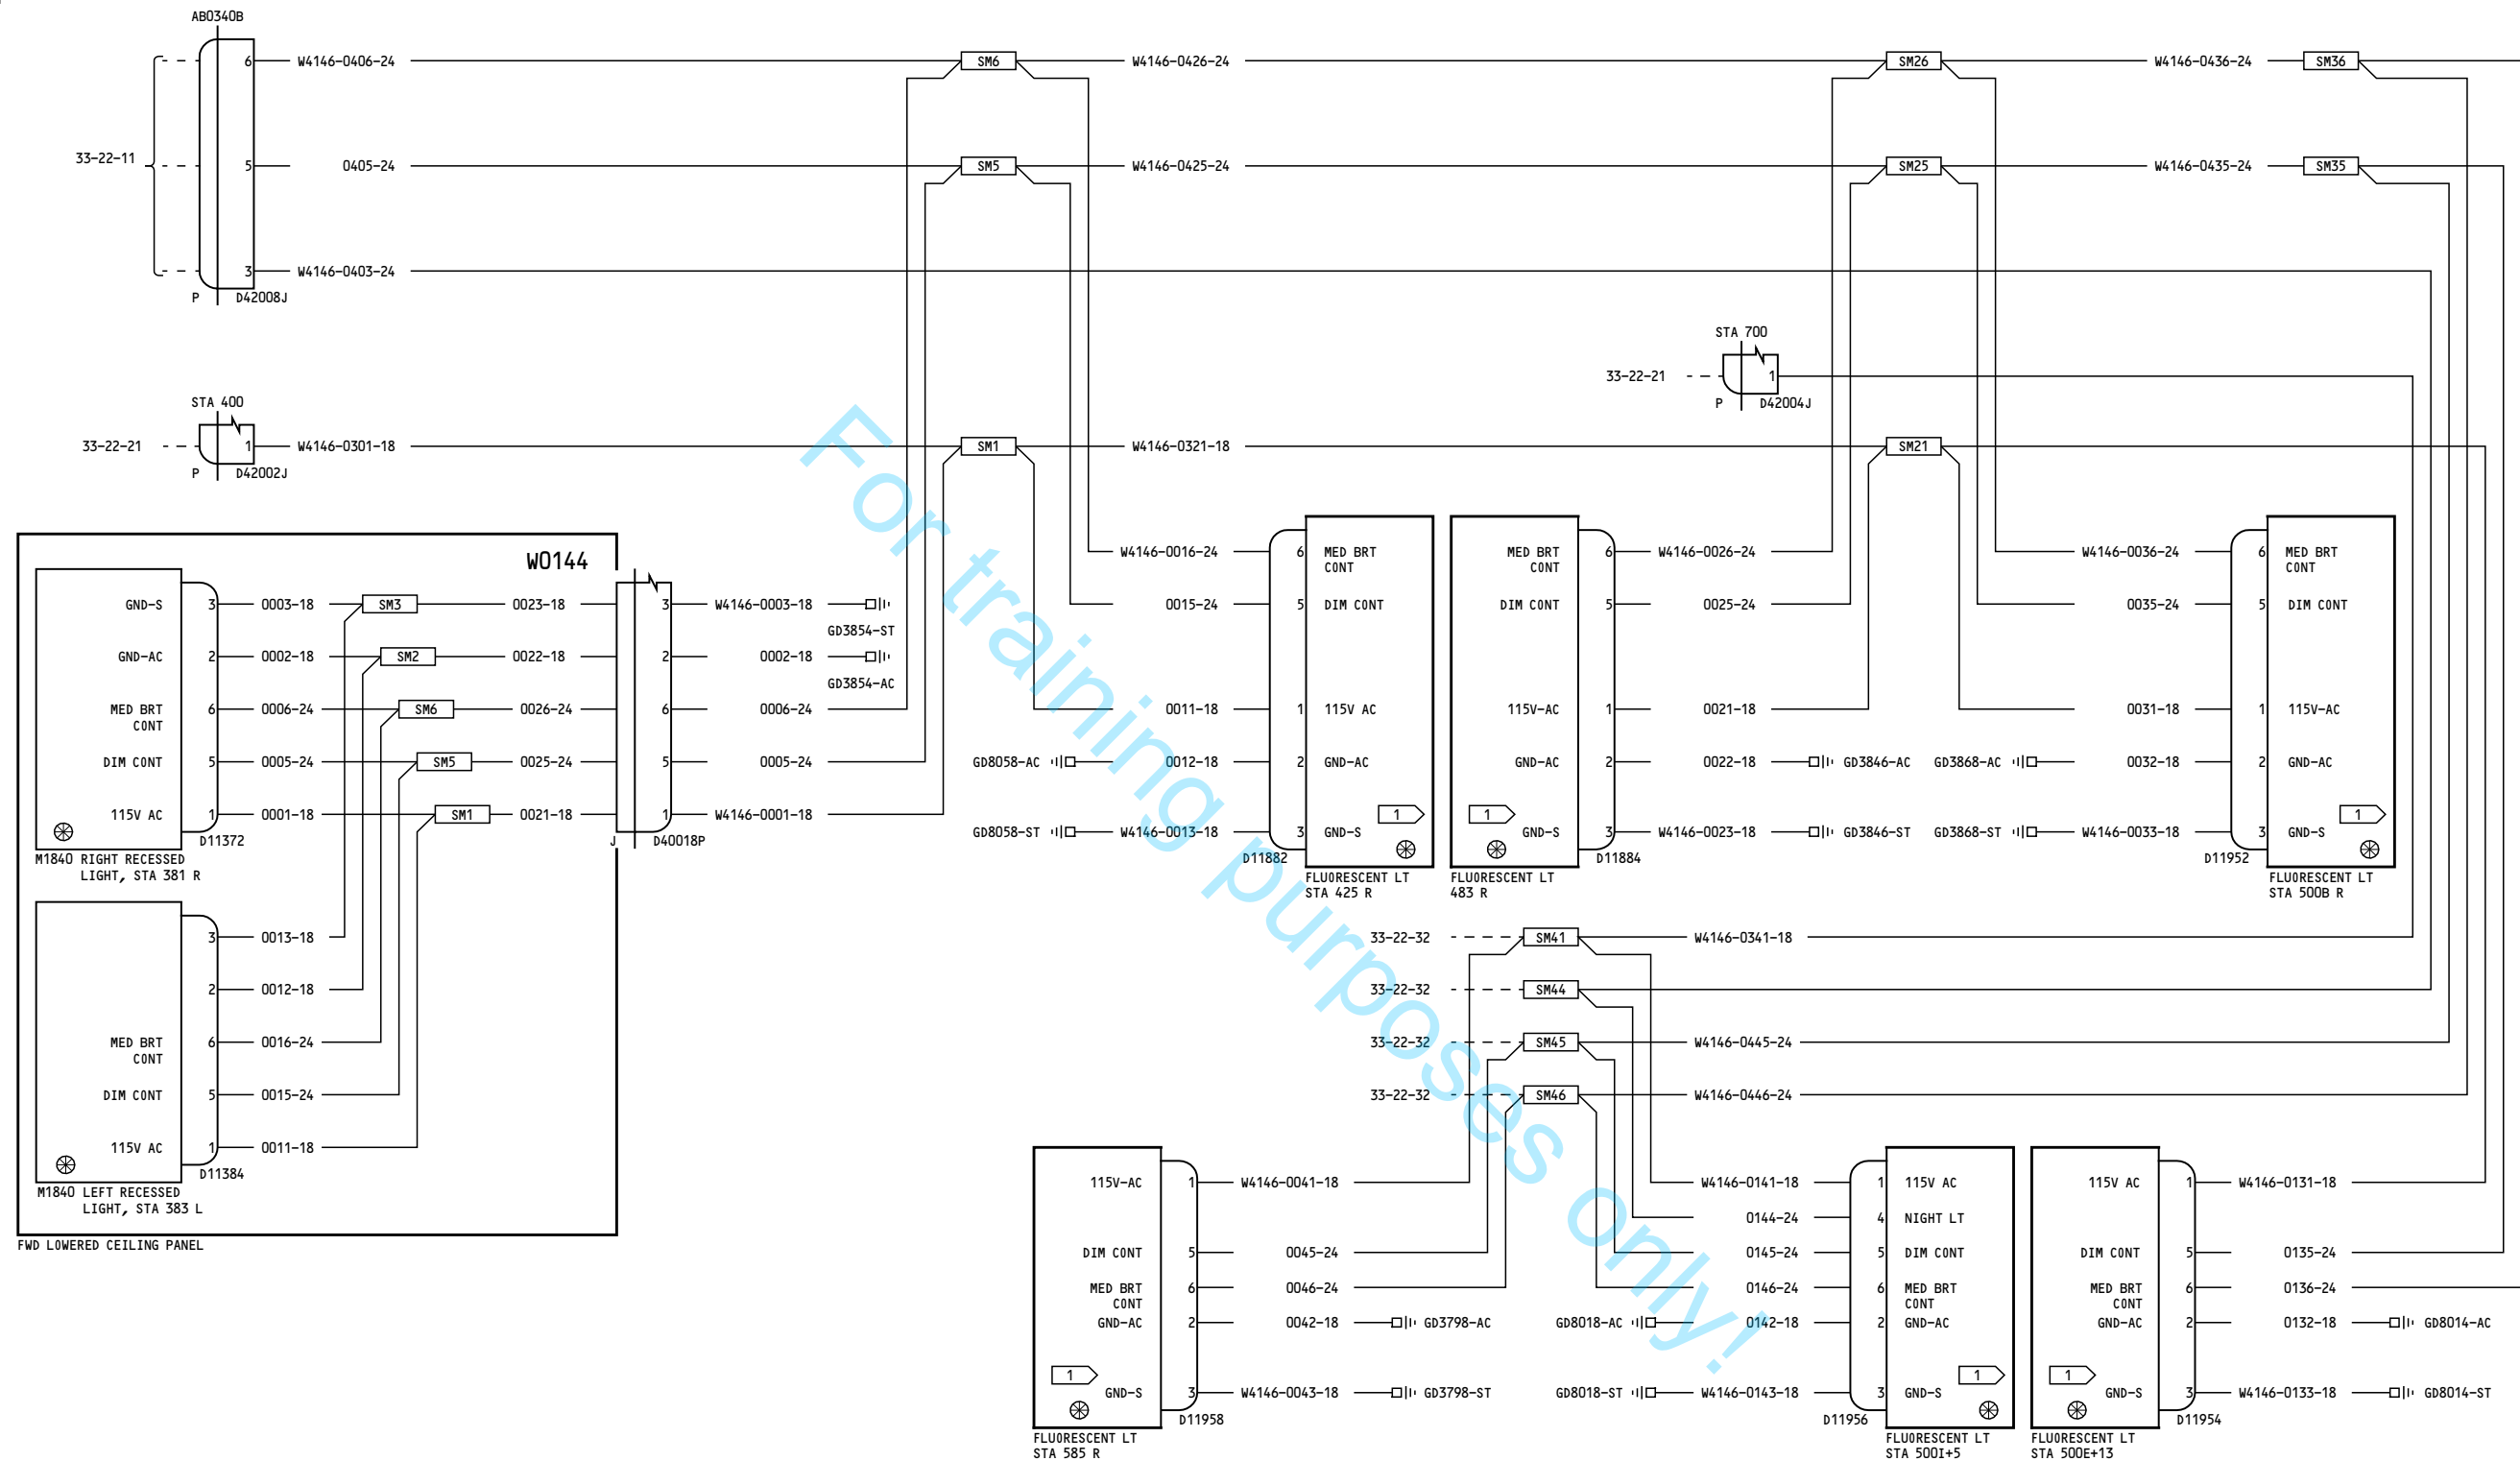 AB0340B
6 W4146-0406-24 SM6 W4146-0426-24 SM26 W4146-0436-24 SM36
33-22-11
5 0405-24 SM5 W4146-0425-24 SM25 W4146-0435-24 SM35
3 W4146-0403-24
P D42008J
STA 700
33-22-21 1
P D42004J
STA 400
33-22-21 1 W4146-0301-18 SM1 W4146-0321-18 SM21
P D42002J
W0144
GND-S 3 0003-18 SM3 0023-18 3 W4146-0003-18
GD3854-ST
GND-AC 2 0002-18 SM2 0022-18 2 0002-18
GD3854-AC
MED BRT CONT 6 0006-24 SM6 0026-24 6 0006-24
DIM CONT 5 0005-24 SM5 0025-24 5 0005-24
115V AC 1 0001-18 SM1 0021-18 1 W4146-0001-18
D11372
J D40018P
M1840 RIGHT RECESSED
LIGHT, STA 381 R
3 0013-18
2 0012-18
MED BRT CONT 6 0016-24
DIM CONT 5 0015-24
115V AC 1 0011-18
D11384
M1840 LEFT RECESSED
LIGHT, STA 383 L
FWD LOWERED CEILING PANEL
W4146-0016-24 6 MED BRT CONT
0015-24 5 DIM CONT
0011-18 1 115V AC
GD8058-AC 0012-18 2 GND-AC
1
GD8058-ST W4146-0013-18 3 GND-S
D11882
FLUORESCENT LT
STA 425 R
MED BRT CONT 6 W4146-0026-24
DIM CONT 5 0025-24
115V-AC 1 0021-18
GND-AC 2 0022-18 GD3846-AC
1
GND-S 3 W4146-0023-18 GD3846-ST
D11884
FLUORESCENT LT
483 R
W4146-0036-24 6 MED BRT CONT
0035-24 5 DIM CONT
0031-18 1 115V-AC
GD3868-AC 0032-18 2 GND-AC
1
GD3868-ST W4146-0033-18 3 GND-S
D11952
FLUORESCENT LT
STA 500B R
33-22-32 SM41 W4146-0341-18
33-22-32 SM44
33-22-32 SM45 W4146-0445-24
33-22-32 SM46 W4146-0446-24
115V-AC 1 W4146-0041-18
DIM CONT 5 0045-24
MED BRT CONT 6 0046-24
GND-AC 2 0042-18 GD3798-AC
1
GND-S 3 W4146-0043-18 GD3798-ST
D11958
FLUORESCENT LT
STA 585 R
W4146-0141-18 1 115V AC
0144-24 4 NIGHT LT
0145-24 5 DIM CONT
0146-24 6 MED BRT CONT
GD8018-AC 0142-18 2 GND-AC
1
GD8018-ST W4146-0143-18 3 GND-S
D11956
FLUORESCENT LT
STA 500I+5
115V AC 1 W4146-0131-18
DIM CONT 5 0135-24
MED BRT CONT 6 0136-24
GND-AC 2 0132-18 GD8014-AC
1
GND-S 3 W4146-0133-18 GD8014-ST
D11954
FLUORESCENT LT
STA 500E+13
For training purposes only!